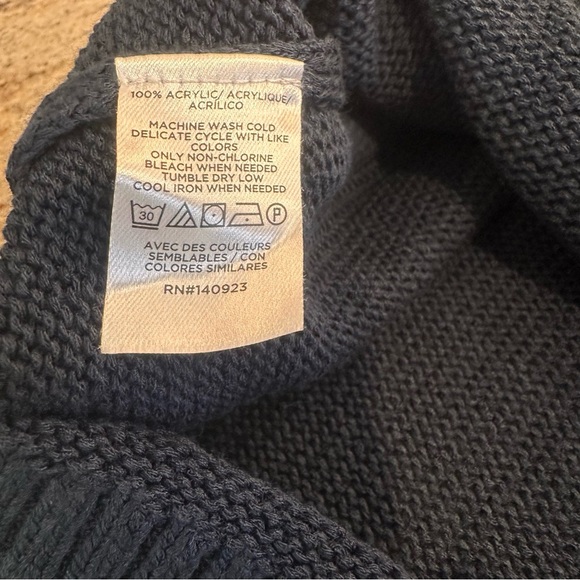 100% ACRYLIC/ ACRYLIQUE/
ACRÍLICO
MACHINE WASH COLD
DELICATE CYCLE WITH LIKE
COLORS
ONLY NON-CHLORINE
BLEACH WHEN NEEDED
TUMBLE DRY LOW
COOL IRON WHEN NEEDED
30 P
AVEC DES COULEURS
SEMBLABLES / CON
COLORES SIMILARES
RN#140923